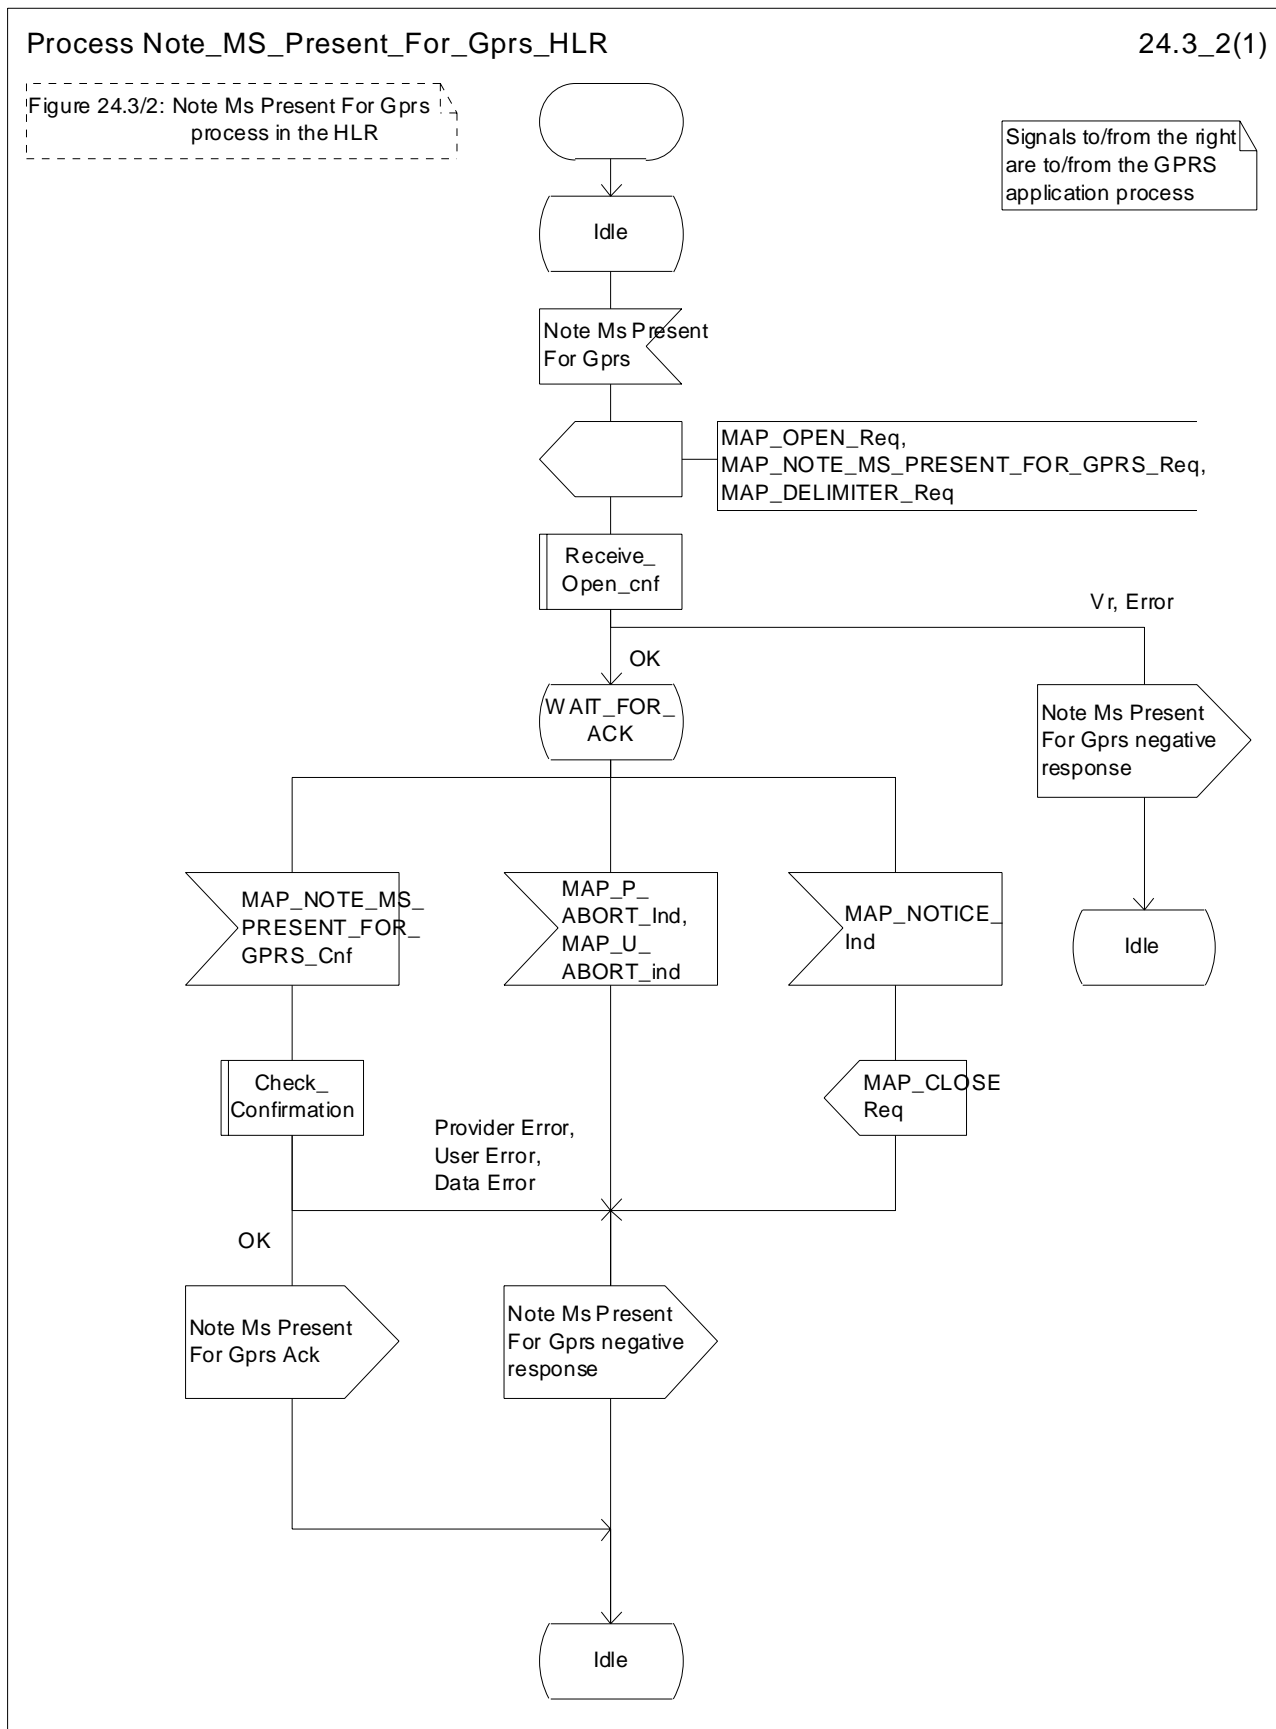 Process Note_MS_Present_For_Gprs_HLR
24.3_2(1)
Figure 24.3/2: Note Ms Present For Gprs
process in the HLR
Signals to/from the right
are to/from the GPRS
application process
Idle
Note Ms Present
For Gprs
MAP_OPEN_Req,
MAP_NOTE_MS_PRESENT_FOR_GPRS_Req,
MAP_DELIMITER_Req
Receive_
Open_cnf
Vr, Error
OK
WAIT_FOR_
ACK
Note Ms Present
For Gprs negative
response
MAP_NOTE_MS_
PRESENT_FOR_
GPRS_Cnf
MAP_P_
ABORT_Ind,
MAP_U_
ABORT_ind
MAP_NOTICE_
Ind
Idle
Check_
Confirmation
MAP_CLOSE
Req
Provider Error,
User Error,
Data Error
OK
Note Ms Present
For Gprs Ack
Note Ms Present
For Gprs negative
response
Idle